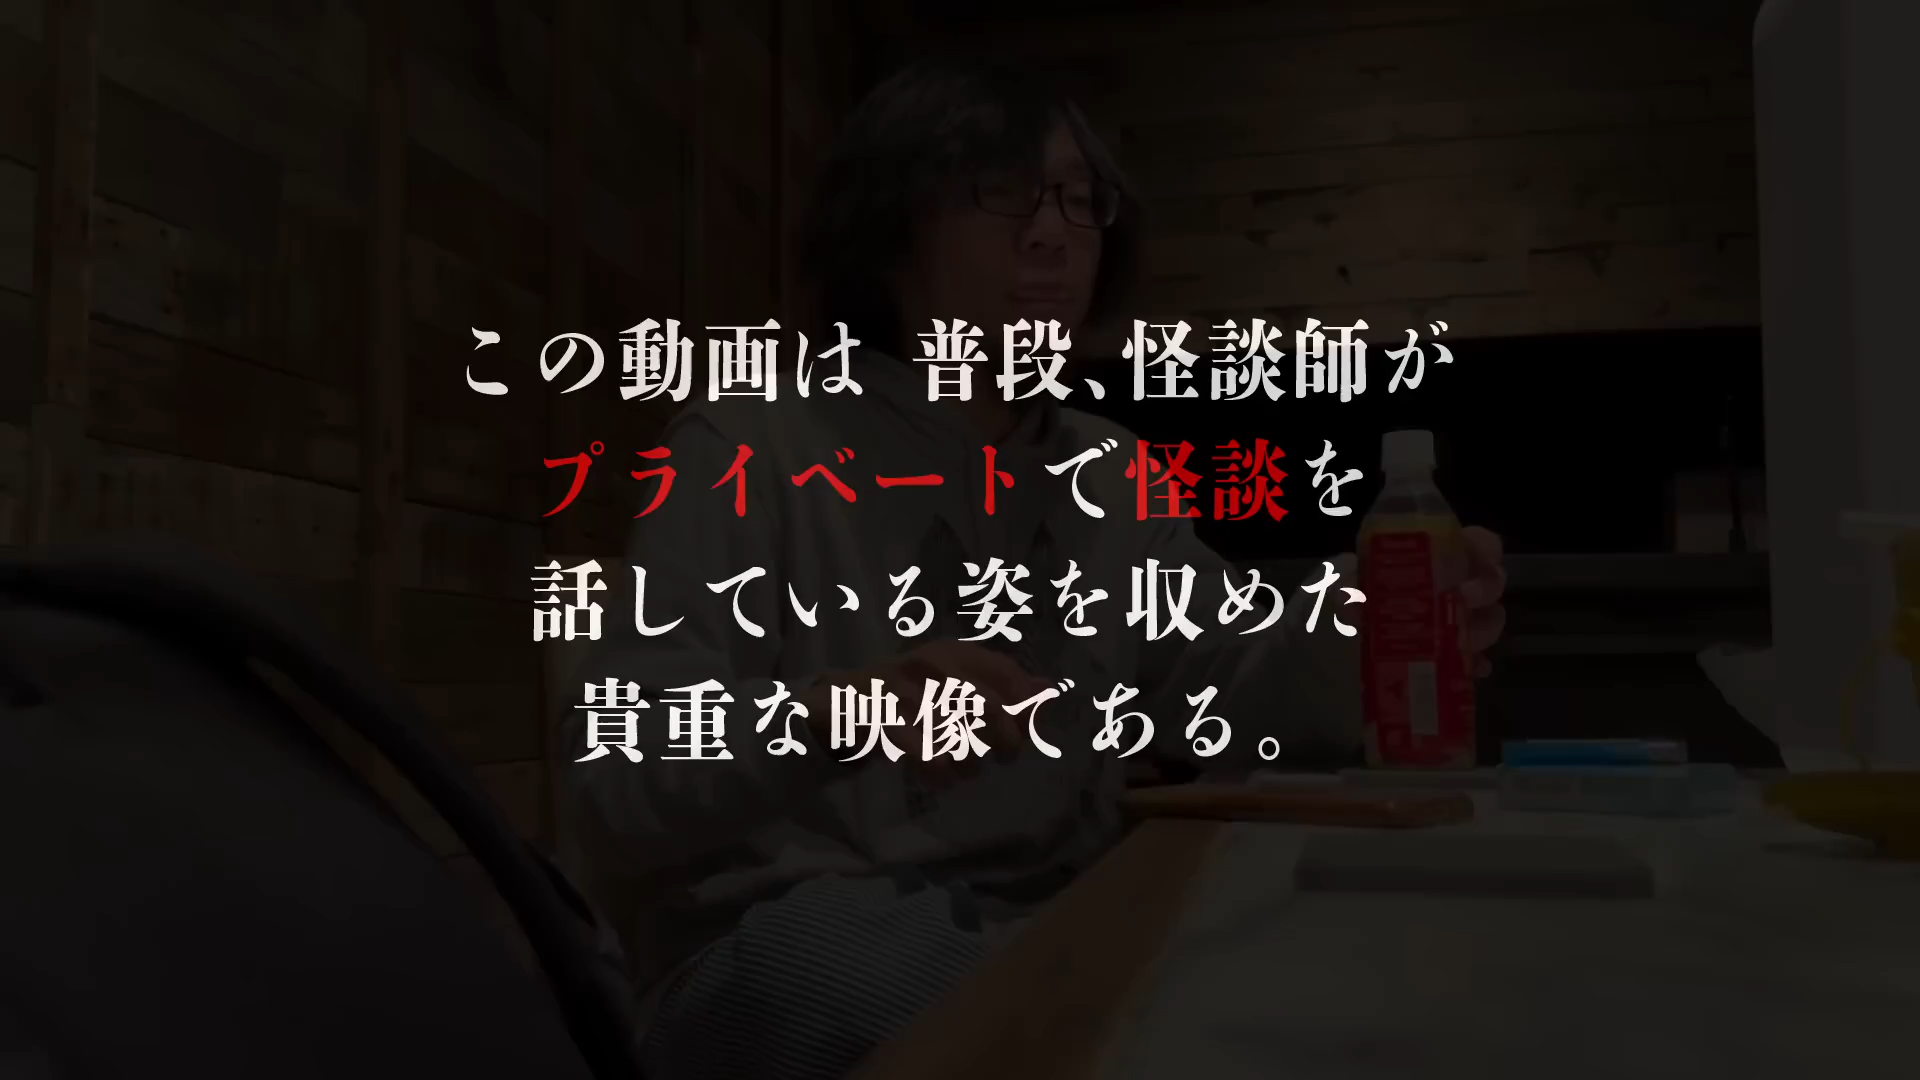 この動画は 普段、怪談師が
プライベートで怪談を
話している姿を収めた
貴重な映像である。